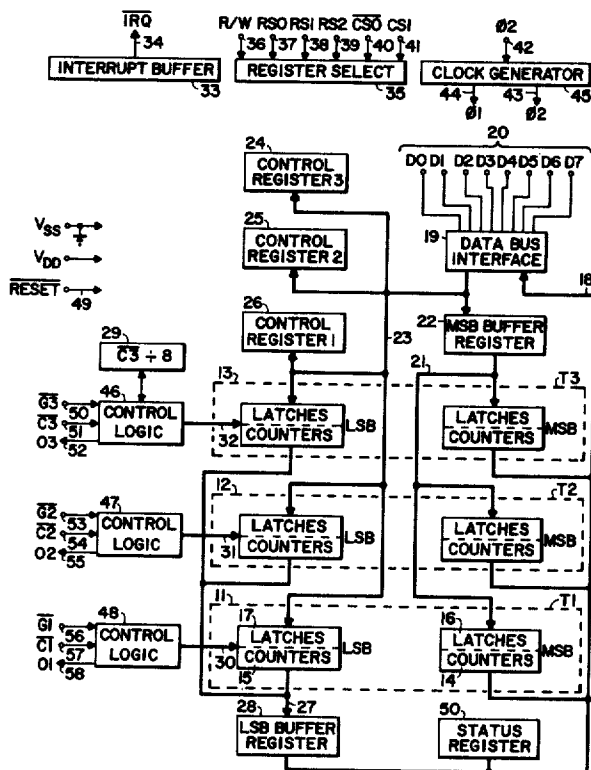 IRQ
34
INTERRUPT BUFFER
33
R/W RS0 RS1 RS2 CS0 CS1
36 37 38 39 40 41
REGISTER SELECT
35
Ø2
42
CLOCK GENERATOR
44 43 45
Ø1 Ø2
20
D0 D1 D2 D3 D4 D5 D6 D7
24
CONTROL
REGISTER 3
25
CONTROL
REGISTER 2
19
DATA BUS
INTERFACE
18
VSS
VDD
RESET
49
26
CONTROL
REGISTER 1
23
22
MSB BUFFER
REGISTER
29
C3 ÷ 8
21
13
T3
46
G3
50
C3
51
O3
52
CONTROL
LOGIC
LATCHES
COUNTERS
LSB
32
LATCHES
COUNTERS
MSB
12
T2
47
G2
53
C2
54
O2
55
CONTROL
LOGIC
LATCHES
COUNTERS
LSB
31
LATCHES
COUNTERS
MSB
11
T1
48
G1
56
C1
57
O1
58
CONTROL
LOGIC
17
LATCHES
COUNTERS
LSB
30
15
16
LATCHES
COUNTERS
MSB
14
27
28
LSB BUFFER
REGISTER
50
STATUS
REGISTER